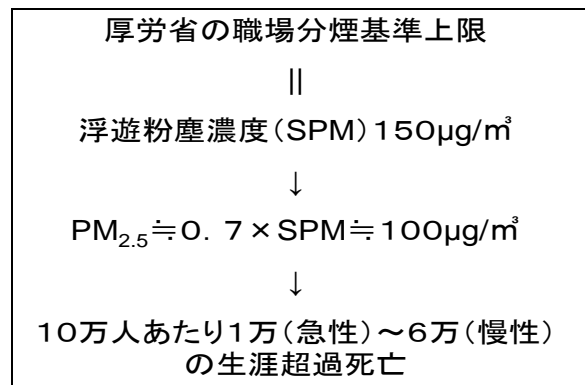 厚労省の職場分煙基準上限
||
浮遊粉塵濃度(SPM)150μg/㎥
↓
PM2.5≒0.7×SPM≒100μg/㎥
↓
10万人あたり1万(急性)~6万(慢性)
の生涯超過死亡